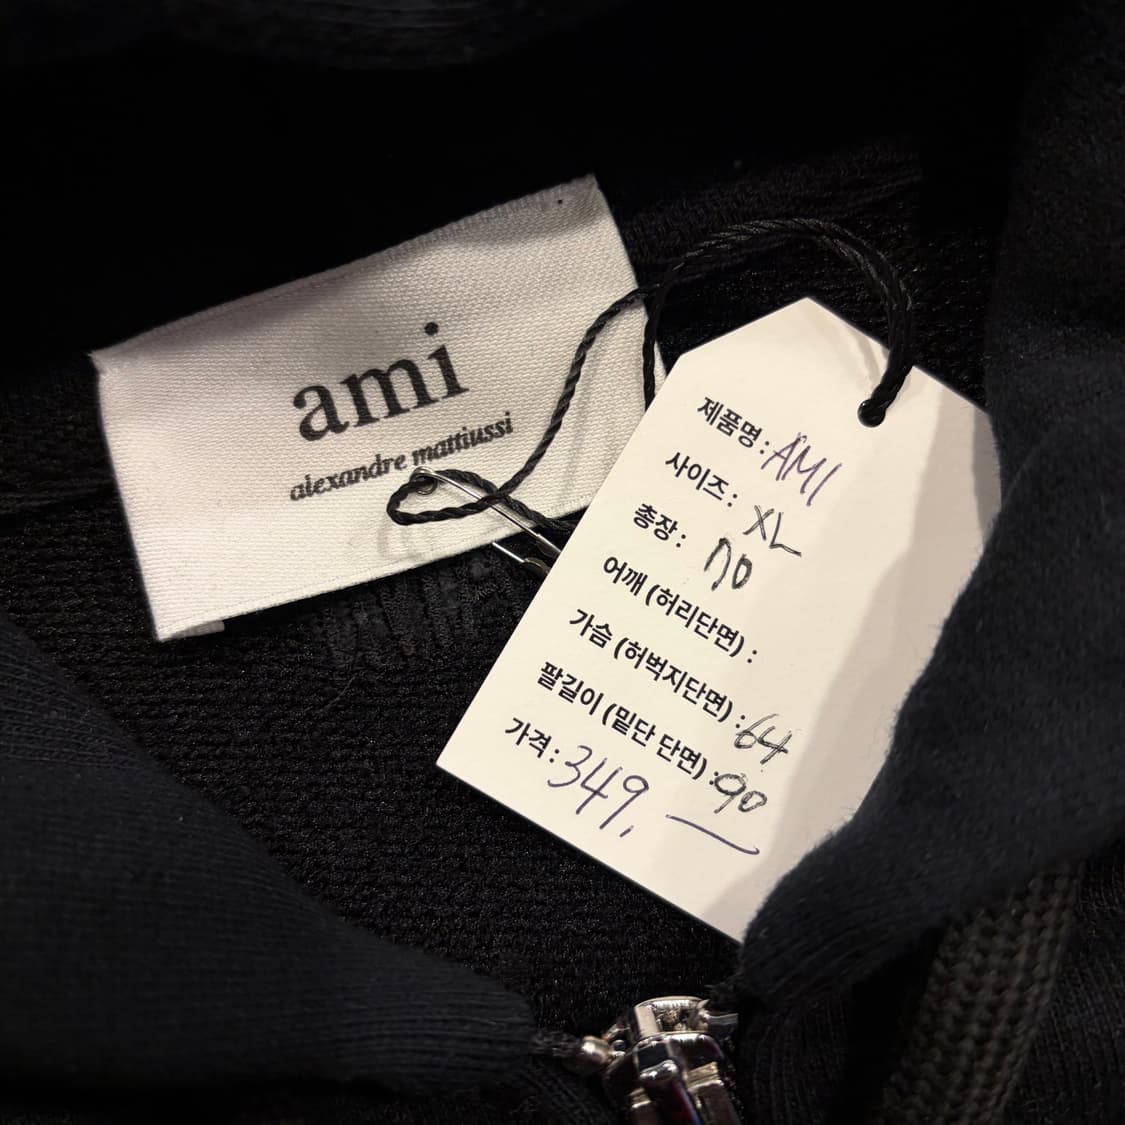 ami
alexandre mattiussi
제품명 : AMI
사이즈 : XL
총장 : 70
어깨 (허리단면) :
가슴 (허벅지단면) : 64
팔길이 (밑단 단면) : 90
가격 : 349,—